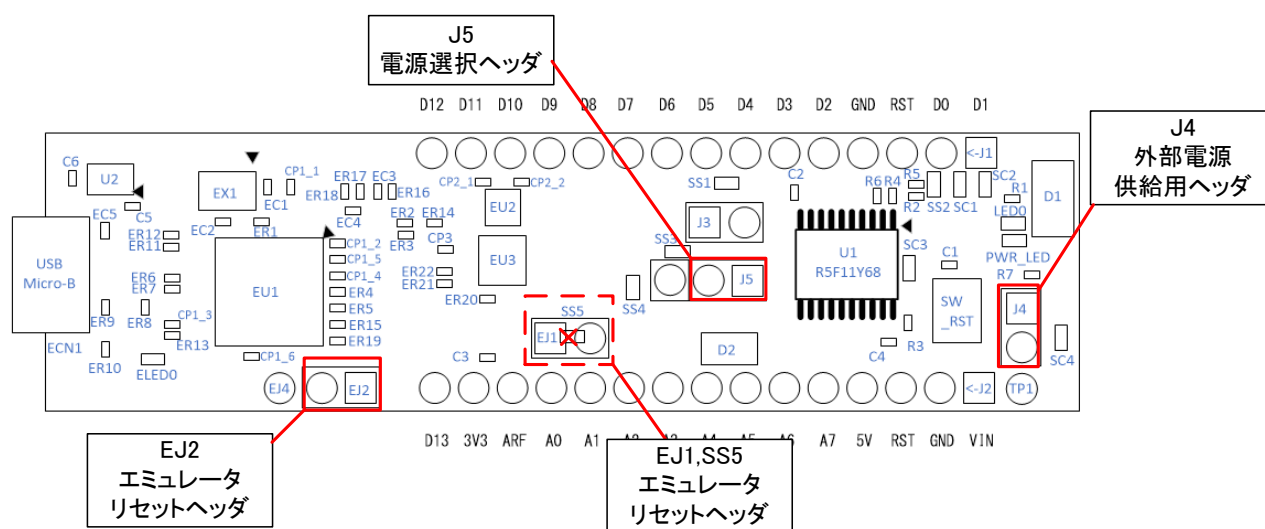 J5
電源選択ヘッダ
J4
外部電源
供給用ヘッダ
D12 D11 D10 D9 D8 D7 D6 D5 D4 D3 D2 GND RST D0 D1
<-J1
C6
U2
C5
EC5
ER12
ER11
USB
Micro-B
ER6
ER7
ER9
ER8
CP1_3
ER13
ECN1
ER10
ELED0
EX1
CP1_1
EC1
EC2
ER1
ER17
EC3
ER18
ER16
EC4
EU1
CP1_2
CP1_5
CP1_4
ER4
ER5
ER15
ER19
CP1_6
EJ4
EJ2
CP2_1
CP2_2
ER2
ER14
ER3
EU2
CP3
EU3
ER22
ER21
ER20
C3
SS5
EJ1
SS1
J3
SS3
J5
SS4
D2
C2
R6
R4
R5
R2
SS2
SC1
SC2
R1
LED0
D1
U1
R5F11Y68
SC3
C1
PWR_LED
R7
SW
_RST
J4
R3
C4
SC4
<-J2
TP1
D13 3V3 ARF A0 A1 A2 A3 A4 A5 A6 A7 5V RST GND VIN
EJ2
エミュレータ
リセットヘッダ
EJ1,SS5
エミュレータ
リセットヘッダ